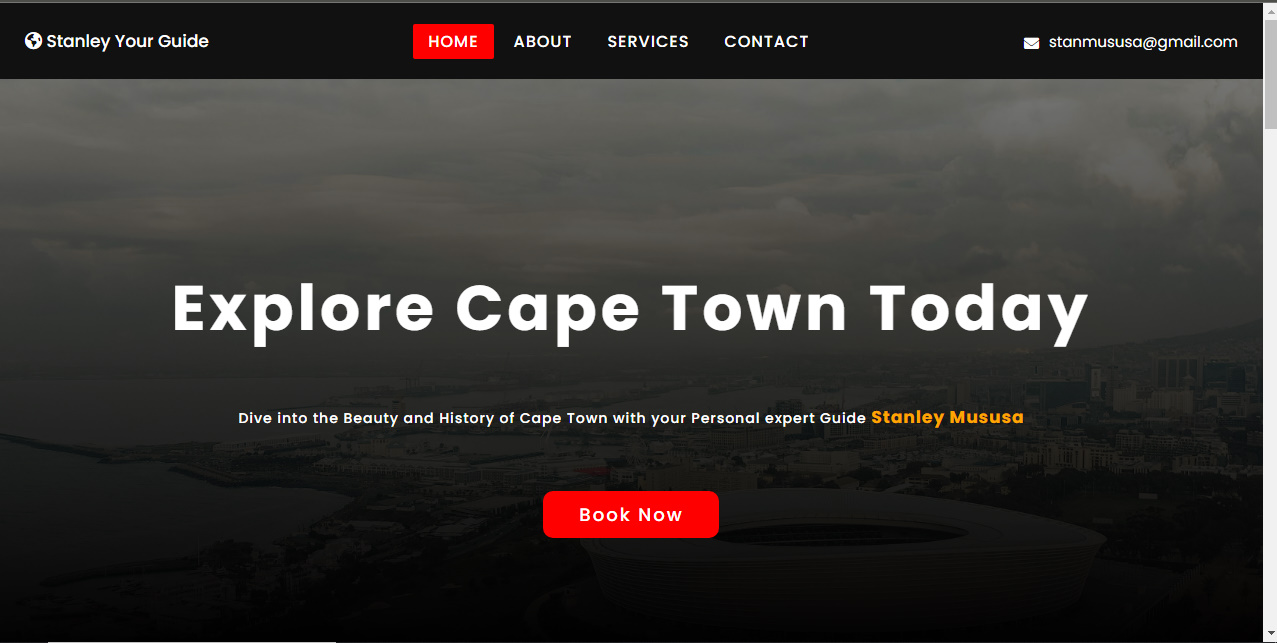 Stanley Your Guide
HOME
ABOUT
SERVICES
CONTACT
stanmususa@gmail.com
Explore Cape Town Today
Dive into the Beauty and History of Cape Town with your Personal expert Guide Stanley Mususa
Book Now